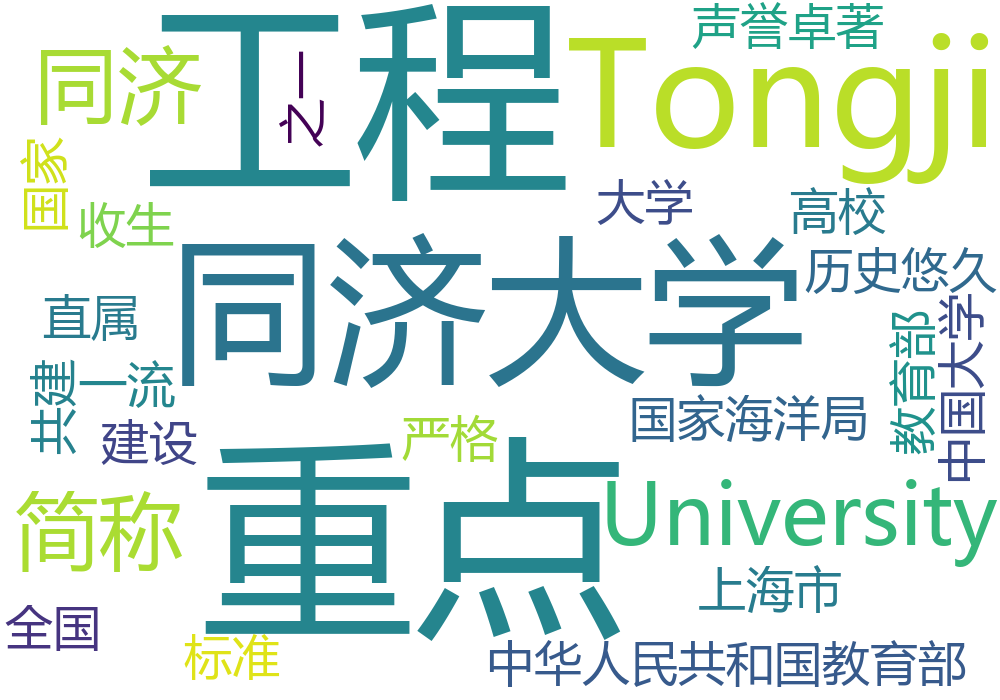 工程
Tongji
声誉卓著
同济
之一
国家
收生
大学
高校
同济大学
历史悠久
直属
共建
一流
建设
严格
国家海洋局
教育部
中国大学
重点
简称
University
上海市
全国
标准
中华人民共和国教育部